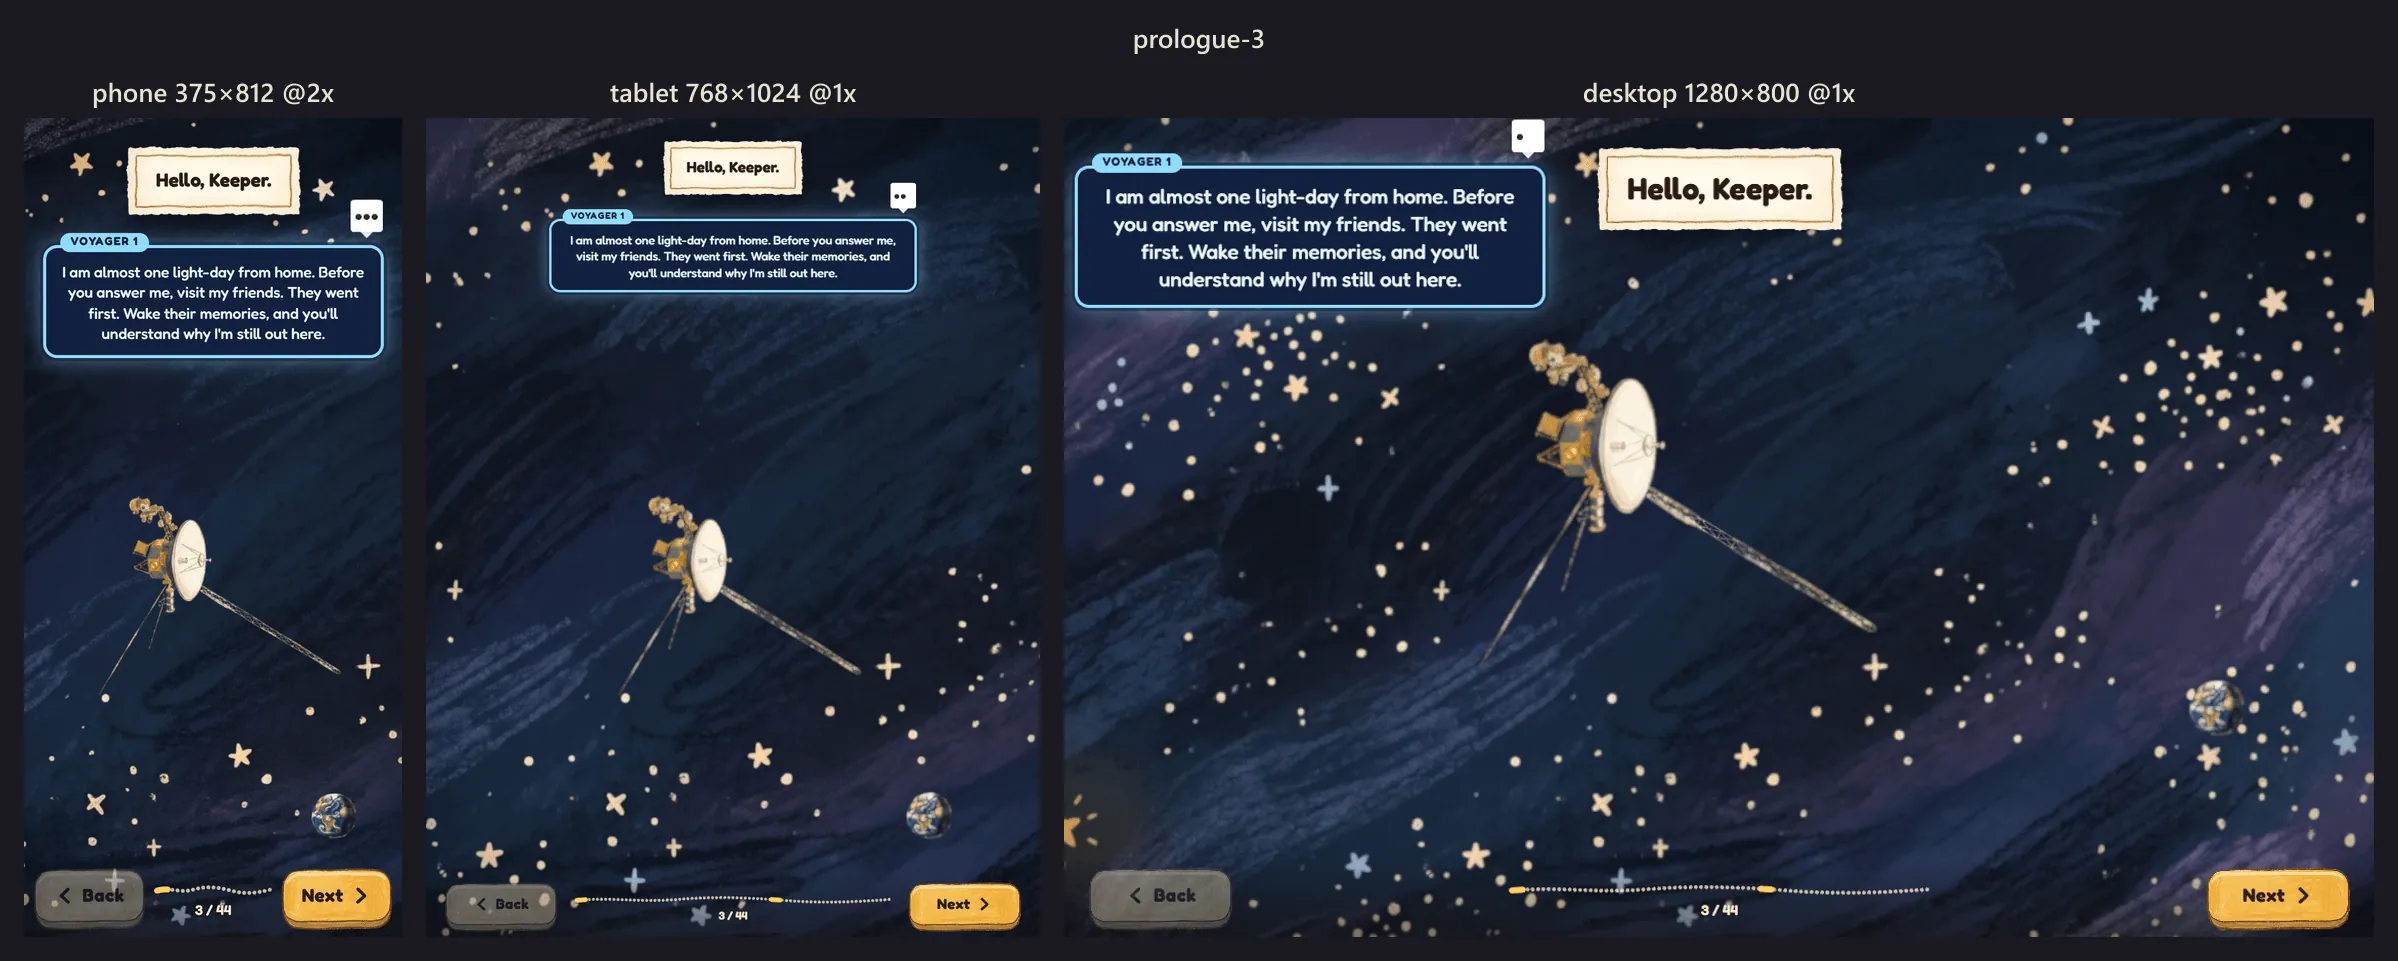 prologue-3
phone 375×812 @2x
Hello, Keeper.
VOYAGER 1
I am almost one light-day from home. Before
you answer me, visit my friends. They went
first. Wake their memories, and you'll
understand why I'm still out here.
Back
3 / 44
Next
tablet 768×1024 @1x
Hello, Keeper.
VOYAGER 1
I am almost one light-day from home. Before you answer me,
visit my friends. They went first. Wake their memories, and
you'll understand why I'm still out here.
Back
3 / 44
Next
desktop 1280×800 @1x
VOYAGER 1
I am almost one light-day from home. Before
you answer me, visit my friends. They went
first. Wake their memories, and you'll
understand why I'm still out here.
Hello, Keeper.
Back
3 / 44
Next